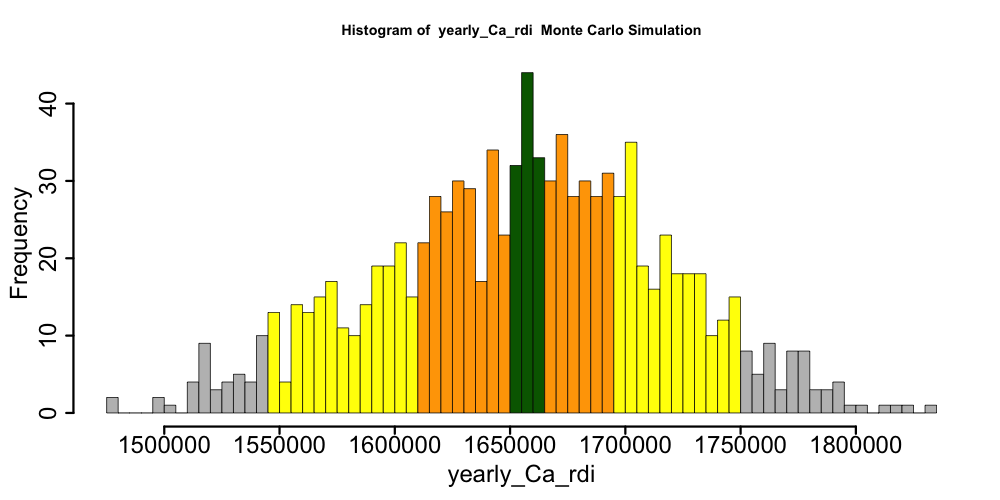 Histogram of  yearly_Ca_rdi  Monte Carlo Simulation
Frequency
40
30
20
10
0
1500000 1550000 1600000 1650000 1700000 1750000 1800000
yearly_Ca_rdi